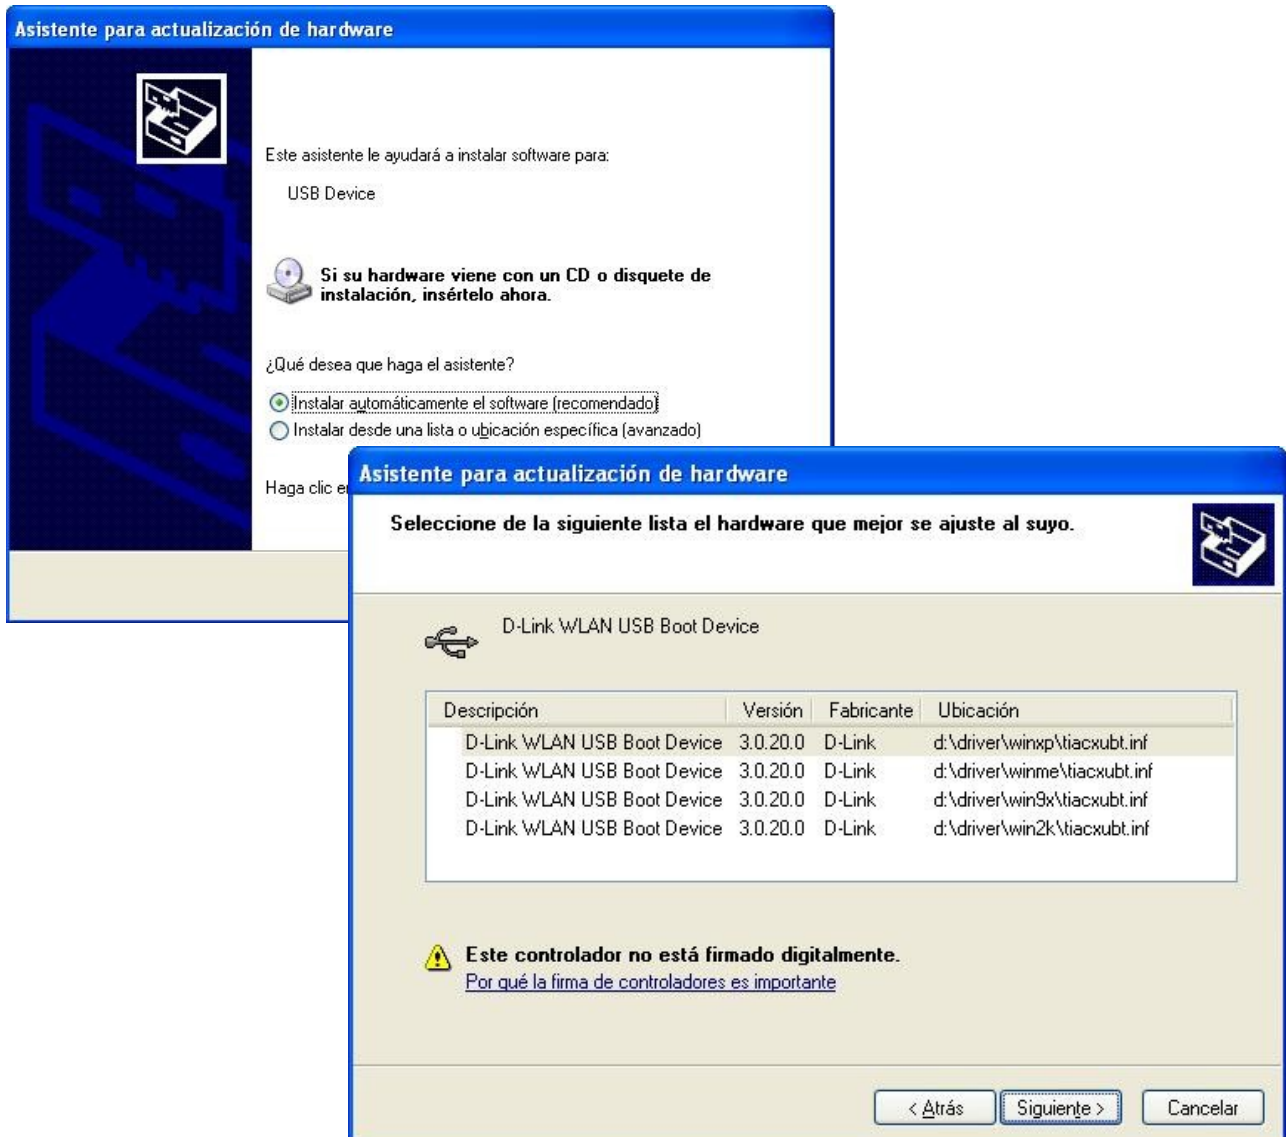 Asistente para actualización de hardware
Este asistente le ayudará a instalar software para:
USB Device
Si su hardware viene con un CD o disquete de
instalación, insértelo ahora.
¿Qué desea que haga el asistente?
Instalar automáticamente el software (recomendado)
Instalar desde una lista o ubicación específica (avanzado)
Haga clic
Asistente para actualización de hardware
Seleccione de la siguiente lista el hardware que mejor se ajuste al suyo.
D-Link WLAN USB Boot Device
Descripción Versión Fabricante Ubicación
D-Link WLAN USB Boot Device 3.0.20.0 D-Link d:\driver\winxp\tiacxubt.inf
D-Link WLAN USB Boot Device 3.0.20.0 D-Link d:\driver\winme\tiacxubt.inf
D-Link WLAN USB Boot Device 3.0.20.0 D-Link d:\driver\win9x\tiacxubt.inf
D-Link WLAN USB Boot Device 3.0.20.0 D-Link d:\driver\win2k\tiacxubt.inf
Este controlador no está firmado digitalmente.
Por qué la firma de controladores es importante
< Atrás Siguiente > Cancelar